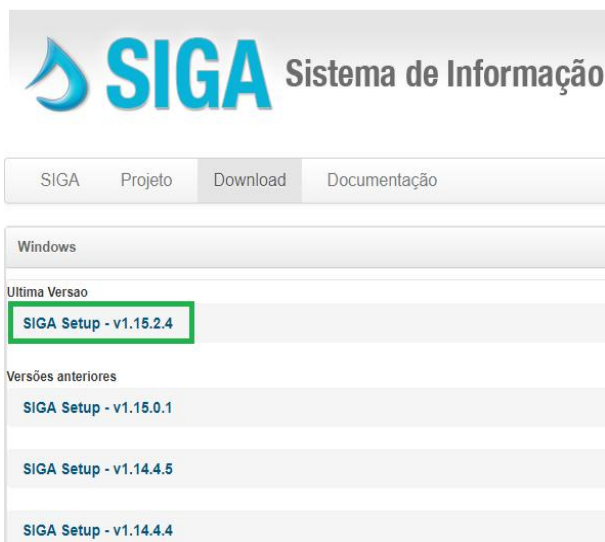 SIGA Sistema de Informação
SIGA Projeto Download Documentação
Windows
Ultima Versao
SIGA Setup - v1.15.2.4
Versões anteriores
SIGA Setup - v1.15.0.1
SIGA Setup - v1.14.4.5
SIGA Setup - v1.14.4.4